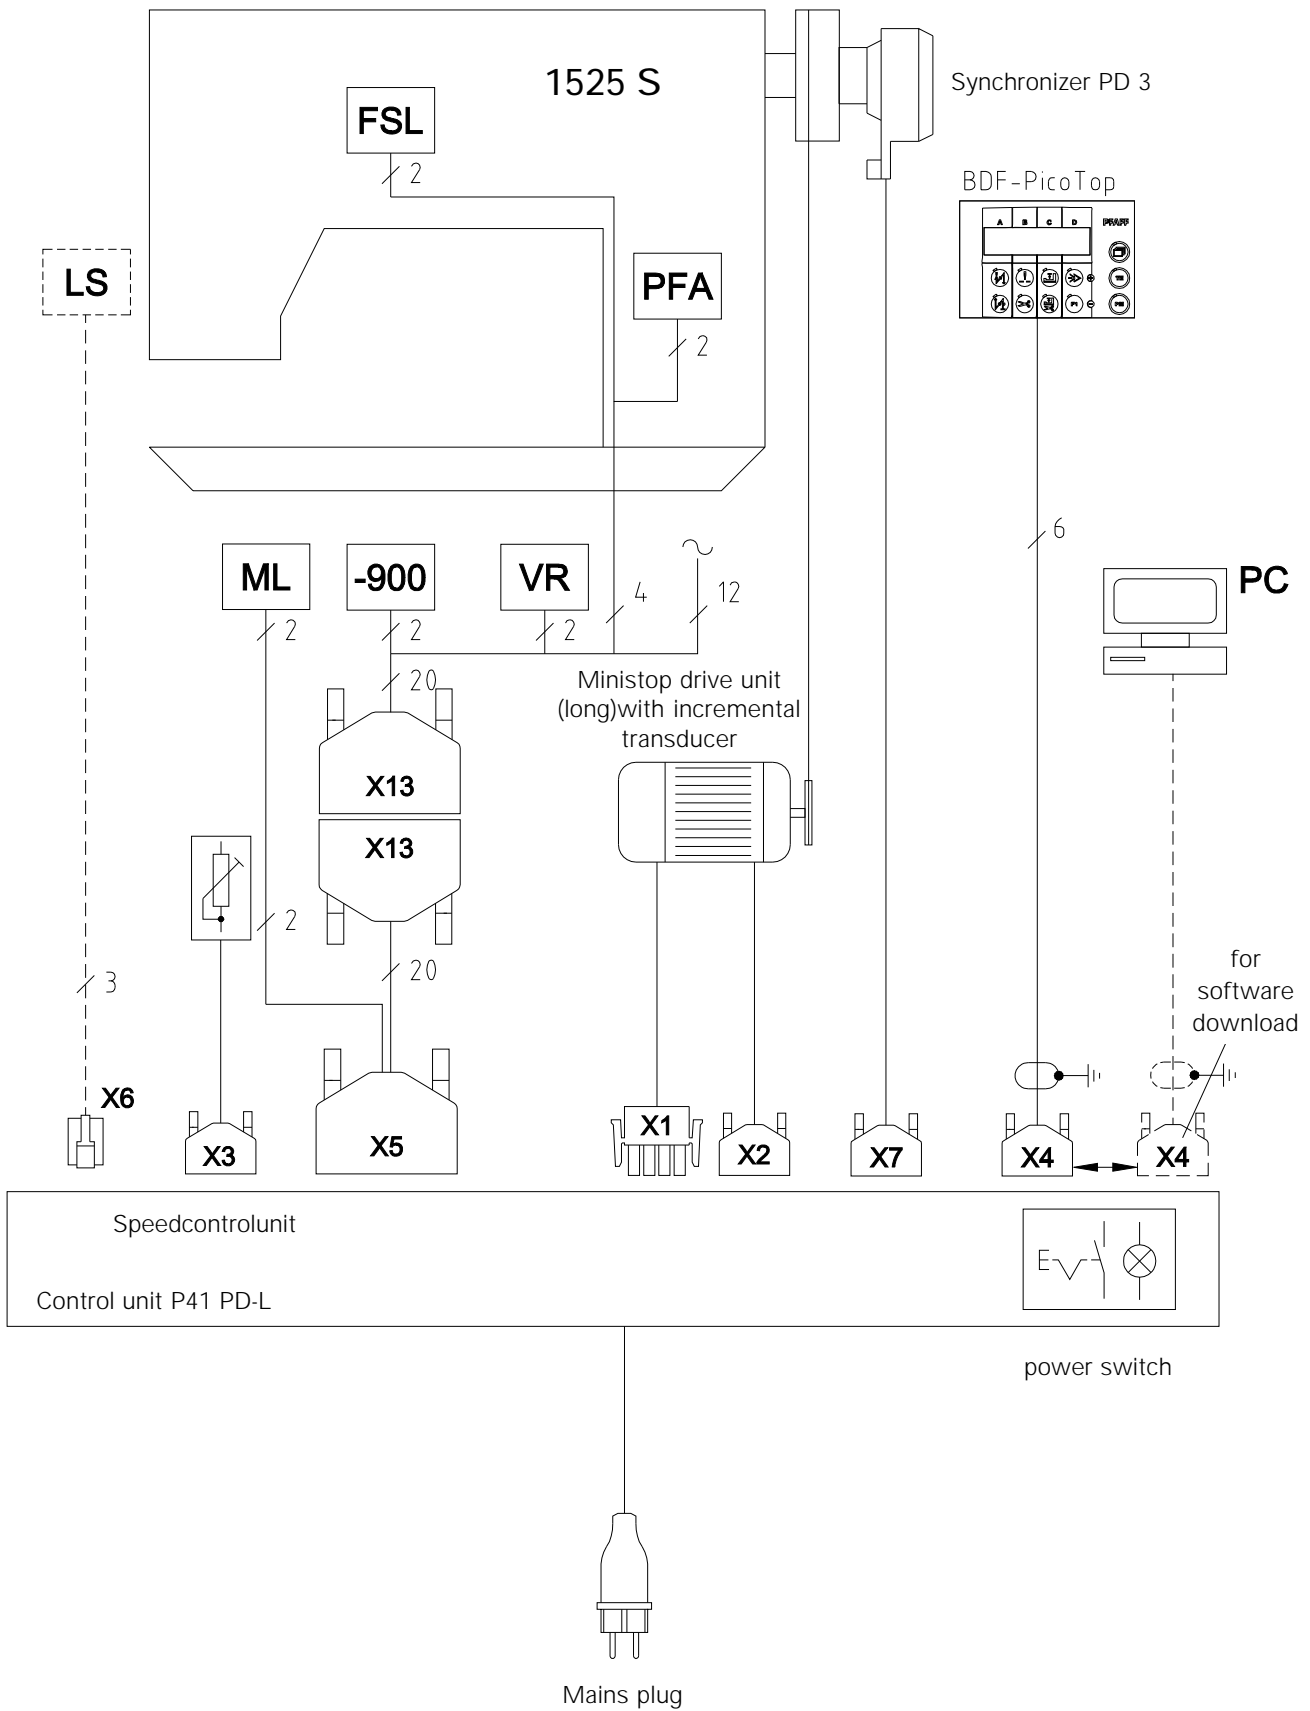 1525 S
Synchronizer PD 3
FSL
2
BDF-PicoTop
A B C D PFAFF
LS
PFA
2
6
ML
-900
VR
4
12
PC
2
2
2
20
Ministop drive unit
(long)with incremental
transducer
X13
X13
2
20
3
for
software
download
X6
X3
X5
X1
X2
X7
X4
X4
Speedcontrolunit
Control unit P41 PD-L
E
power switch
Mains plug